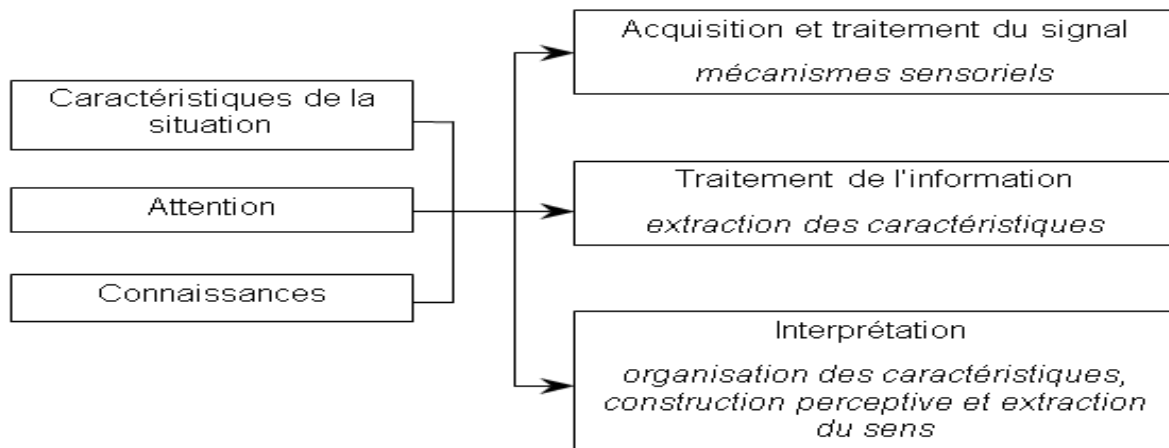 Caractéristiques de la
situation
Attention
Connaissances
Acquisition et traitement du signal
mécanismes sensoriels
Traitement de l'information
extraction des caractéristiques
Interprétation
organisation des caractéristiques,
construction perceptive et extraction
du sens